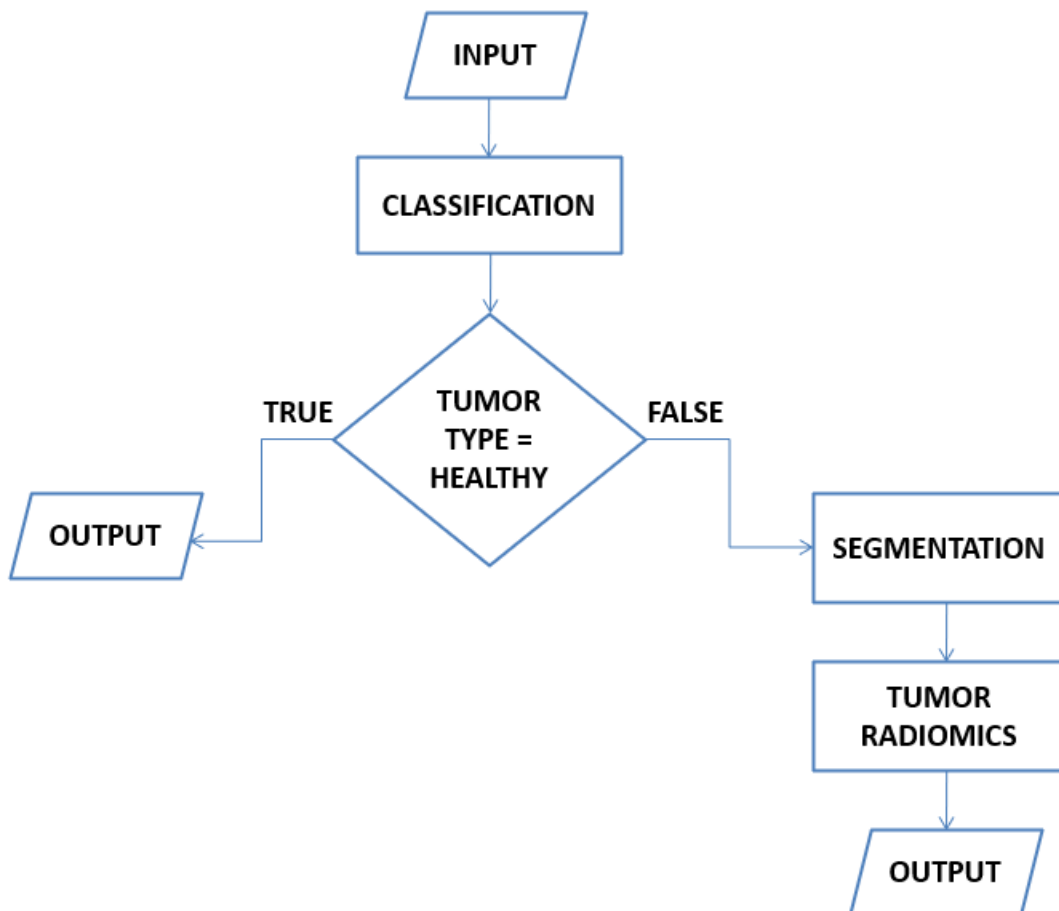 INPUT
CLASSIFICATION
TRUE
TUMOR
TYPE =
HEALTHY
FALSE
OUTPUT
SEGMENTATION
TUMOR
RADIOMICS
OUTPUT